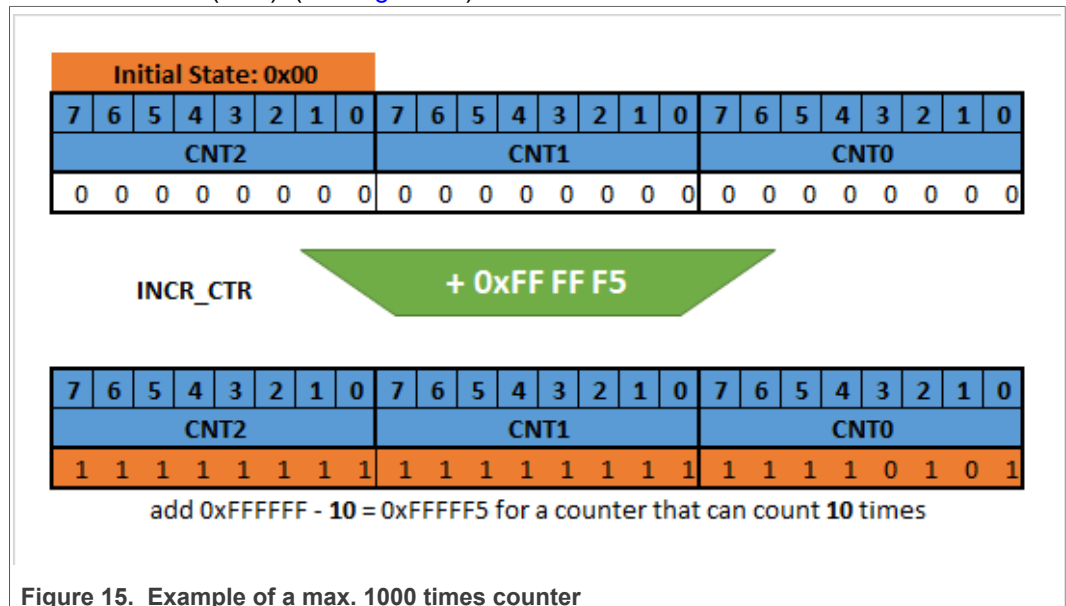 Initial State: 0x00
7 6 5 4 3 2 1 0 7 6 5 4 3 2 1 0 7 6 5 4 3 2 1 0
CNT2 CNT1 CNT0
0 0 0 0 0 0 0 0 0 0 0 0 0 0 0 0 0 0 0 0 0 0 0 0
INCR_CTR + 0xFF FF F5
7 6 5 4 3 2 1 0 7 6 5 4 3 2 1 0 7 6 5 4 3 2 1 0
CNT2 CNT1 CNT0
1 1 1 1 1 1 1 1 1 1 1 1 1 1 1 1 1 1 1 1 0 1 0 1
add 0xFFFFFF - 10 = 0xFFFFF5 for a counter that can count 10 times
Figure 15. Example of a max. 1000 times counter